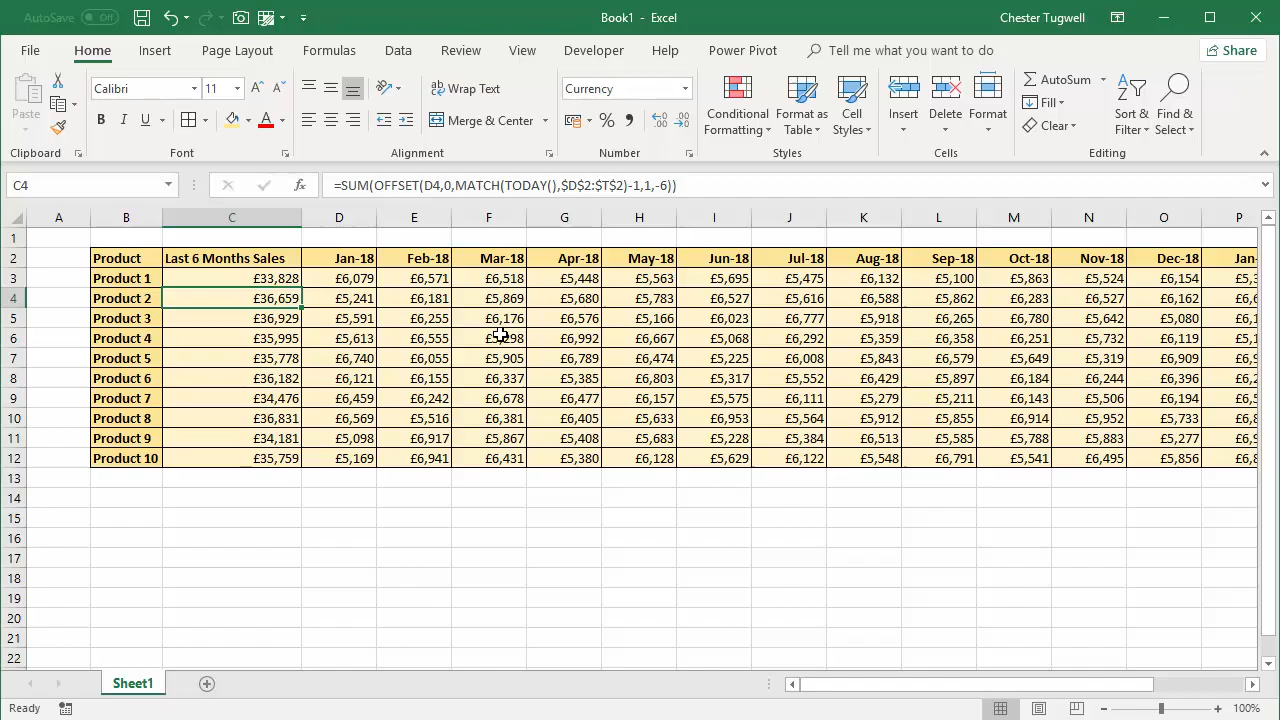 AutoSave Off Book1 - Excel Chester Tugwell
File Home Insert Page Layout Formulas Data Review View Developer Help Power Pivot Tell me what you want to do Share
Calibri 11 Wrap Text Currency AutoSum
Paste Merge & Center Conditional Formatting Format as Table Cell Styles Insert Delete Format Fill Sort & Filter Find & Select
B I U A % , Clear
Clipboard Font Alignment Number Styles Cells Editing
C4 fx =SUM(OFFSET(D4,0,MATCH(TODAY(),$D$2:$T$2)-1,1,-6))
A B C D E F G H I J K L M N O P
1
2 Product Last 6 Months Sales Jan-18 Feb-18 Mar-18 Apr-18 May-18 Jun-18 Jul-18 Aug-18 Sep-18 Oct-18 Nov-18 Dec-18 Jan-
3 Product 1 £33,828 £6,079 £6,571 £6,518 £5,448 £5,563 £5,695 £5,475 £6,132 £5,100 £5,863 £5,524 £6,154 £5,3
4 Product 2 £36,659 £5,241 £6,181 £5,869 £5,680 £5,783 £6,527 £5,616 £6,588 £5,862 £6,283 £6,527 £6,162 £6,6
5 Product 3 £36,929 £5,591 £6,255 £6,176 £6,576 £5,166 £6,023 £6,777 £5,918 £6,265 £6,780 £5,642 £5,080 £6,1
6 Product 4 £35,995 £5,613 £6,555 £6,992 £6,667 £5,068 £6,292 £5,359 £6,358 £6,251 £5,732 £6,119 £5,1
7 Product 5 £35,778 £6,740 £6,055 £5,905 £6,789 £6,474 £5,225 £6,008 £5,843 £6,579 £5,649 £5,319 £6,909 £6,9
8 Product 6 £36,182 £6,121 £6,155 £6,337 £5,385 £6,803 £5,317 £5,552 £6,429 £5,897 £6,184 £6,244 £6,396 £6,2
9 Product 7 £34,476 £6,459 £6,242 £6,678 £6,477 £6,157 £5,575 £6,111 £5,279 £5,211 £6,143 £5,506 £6,194 £6,5
10 Product 8 £36,831 £6,569 £5,516 £6,381 £6,405 £5,633 £6,953 £5,564 £5,912 £5,855 £6,914 £5,952 £5,733 £6,8
11 Product 9 £34,181 £5,098 £6,917 £5,867 £5,408 £5,683 £5,228 £5,384 £6,513 £5,585 £5,788 £5,883 £5,277 £6,9
12 Product 10 £35,759 £5,169 £6,941 £6,431 £5,380 £6,128 £5,629 £6,122 £5,548 £6,791 £5,541 £6,495 £5,856 £6,8
13
14
15
16
17
18
19
20
21
22
Sheet1
Ready 100%